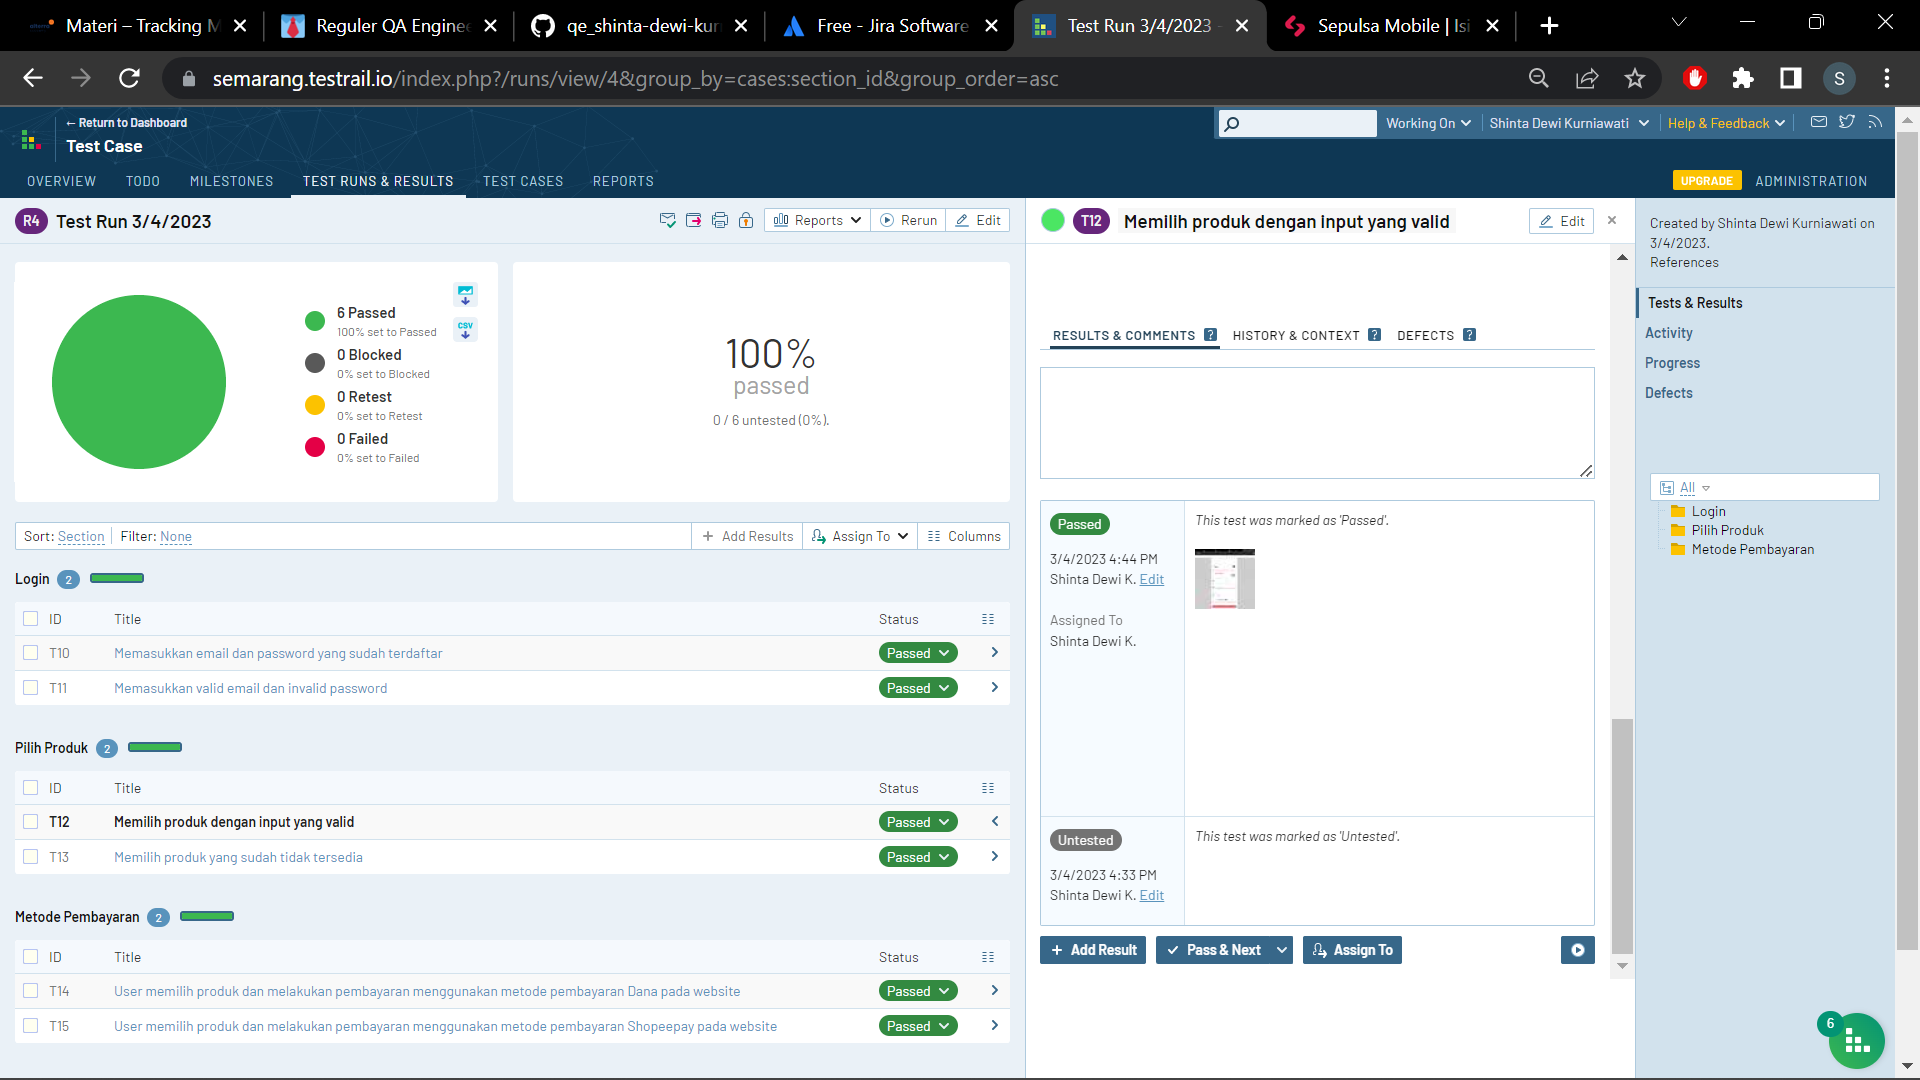 Materi – Tracking M
Reguler QA Enginee
qe_shinta-dewi-kur
Free - Jira Software
Test Run 3/4/2023 -
Sepulsa Mobile | Isi
semarang.testrail.io/index.php?/runs/view/4&group_by=cases:section_id&group_order=asc
S
← Return to Dashboard
Test Case
Working On
Shinta Dewi Kurniawati
Help & Feedback
OVERVIEW
TODO
MILESTONES
TEST RUNS & RESULTS
TEST CASES
REPORTS
UPGRADE
ADMINISTRATION
R4 Test Run 3/4/2023
Reports
Rerun
Edit
6 Passed
100% set to Passed
0 Blocked
0% set to Blocked
0 Retest
0% set to Retest
0 Failed
0% set to Failed
CSV
100%
passed
0 / 6 untested (0%).
Sort: Section
Filter: None
Add Results
Assign To
Columns
Login 2
ID Title Status
T10 Memasukkan email dan password yang sudah terdaftar Passed
T11 Memasukkan valid email dan invalid password Passed
Pilih Produk 2
ID Title Status
T12 Memilih produk dengan input yang valid Passed
T13 Memilih produk yang sudah tidak tersedia Passed
Metode Pembayaran 2
ID Title Status
T14 User memilih produk dan melakukan pembayaran menggunakan metode pembayaran Dana pada website Passed
T15 User memilih produk dan melakukan pembayaran menggunakan metode pembayaran Shopeepay pada website Passed
T12 Memilih produk dengan input yang valid
Edit
RESULTS & COMMENTS ?
HISTORY & CONTEXT ?
DEFECTS ?
Passed
3/4/2023 4:44 PM
Shinta Dewi K. Edit
Assigned To
Shinta Dewi K.
This test was marked as 'Passed'.
Untested
3/4/2023 4:33 PM
Shinta Dewi K. Edit
This test was marked as 'Untested'.
Add Result
Pass & Next
Assign To
Created by Shinta Dewi Kurniawati on
3/4/2023.
References
Tests & Results
Activity
Progress
Defects
All
Login
Pilih Produk
Metode Pembayaran
6